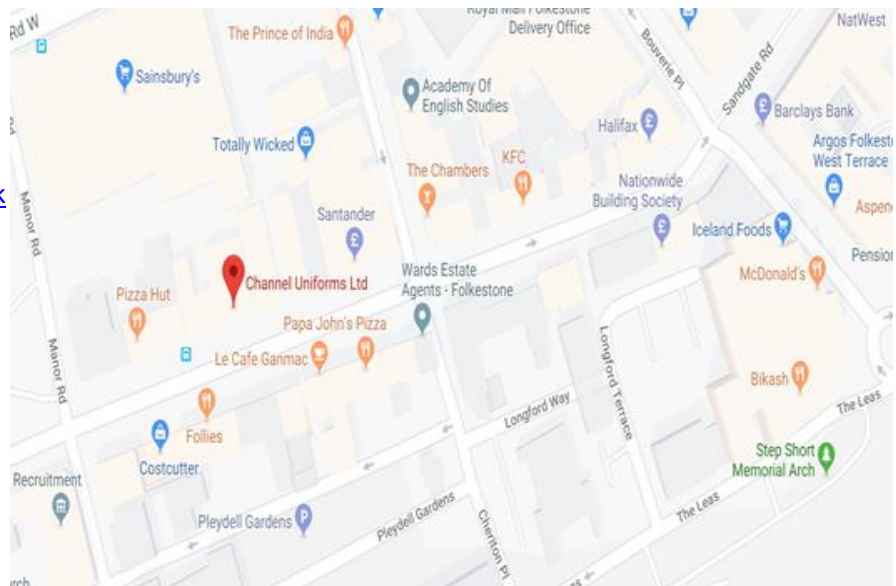 Rd W
The Prince of India
Royal Mail Folkestone
Delivery Office
NatWest
Sainsbury's
Academy Of
English Studies
Bouverie Pl
Sandgate Rd
Barclays Bank
Halifax
Totally Wicked
Argos Folkest
West Terrace
k
The Chambers
KFC
Nationwide
Building Society
Manor Rd
Santander
Iceland Foods
Aspen
Pension
Wards Estate
Agents - Folkestone
McDonald's
Channel Uniforms Ltd
Pizza Hut
Papa John's Pizza
Le Cafe Ganmac
Manor Rd
Longford Terrace
Bikash
Longford Way
The Leas
Follies
Costcutter
Step Short
Memorial Arch
Recruitment
Pleydell Gardens
Pleydell Gardens
The Leas
Cheriton Pl